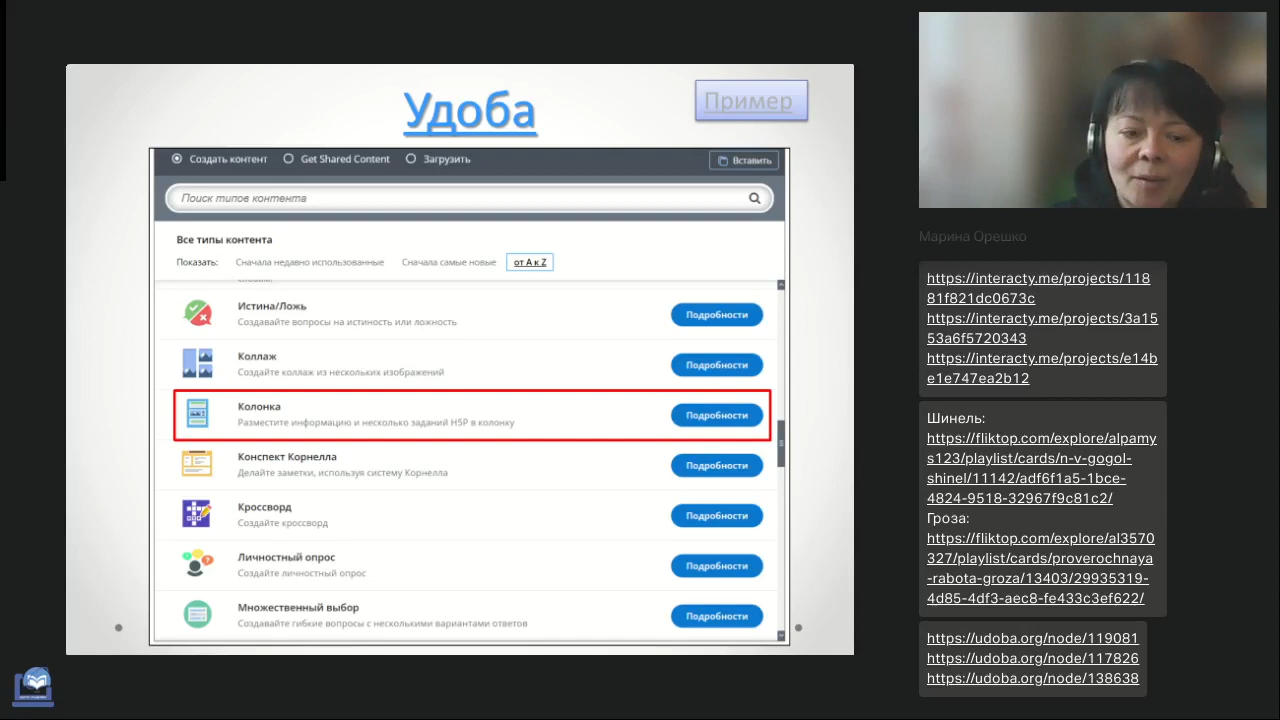 Удоба
Пример
Создать контент
Get Shared Content
Загрузить
Вставить
Поиск типов контента
Все типы контента
Показать:
Сначала недавно использованные
Сначала самые новые
от А к Z
Истина/Ложь
Создавайте вопросы на истиность или ложность
Подробности
Коллаж
Создайте коллаж из нескольких изображений
Подробности
Колонка
Разместите информацию и несколько заданий H5P в колонку
Подробности
Конспект Корнелла
Делайте заметки, используя систему Корнелла
Подробности
Кроссворд
Создайте кроссворд
Подробности
Личностный опрос
Создайте личностный опрос
Подробности
Множественный выбор
Создавайте гибкие вопросы с несколькими вариантами ответов
Подробности
Марина Орешко
https://interacty.me/projects/118
81f821dc0673c
https://interacty.me/projects/3a15
53a6f5720343
https://interacty.me/projects/e14b
e1e747ea2b12
Шинель:
https://fliktop.com/explore/alpamy
s123/playlist/cards/n-v-gogol-
shinel/11142/adf6f1a5-1bce-
4824-9518-32967f9c81c2/
Гроза:
https://fliktop.com/explore/al3570
327/playlist/cards/proverochnaya
-rabota-groza/13403/29935319-
4d85-4df3-aec8-fe433c3ef622/
https://udoba.org/node/119081
https://udoba.org/node/117826
https://udoba.org/node/138638